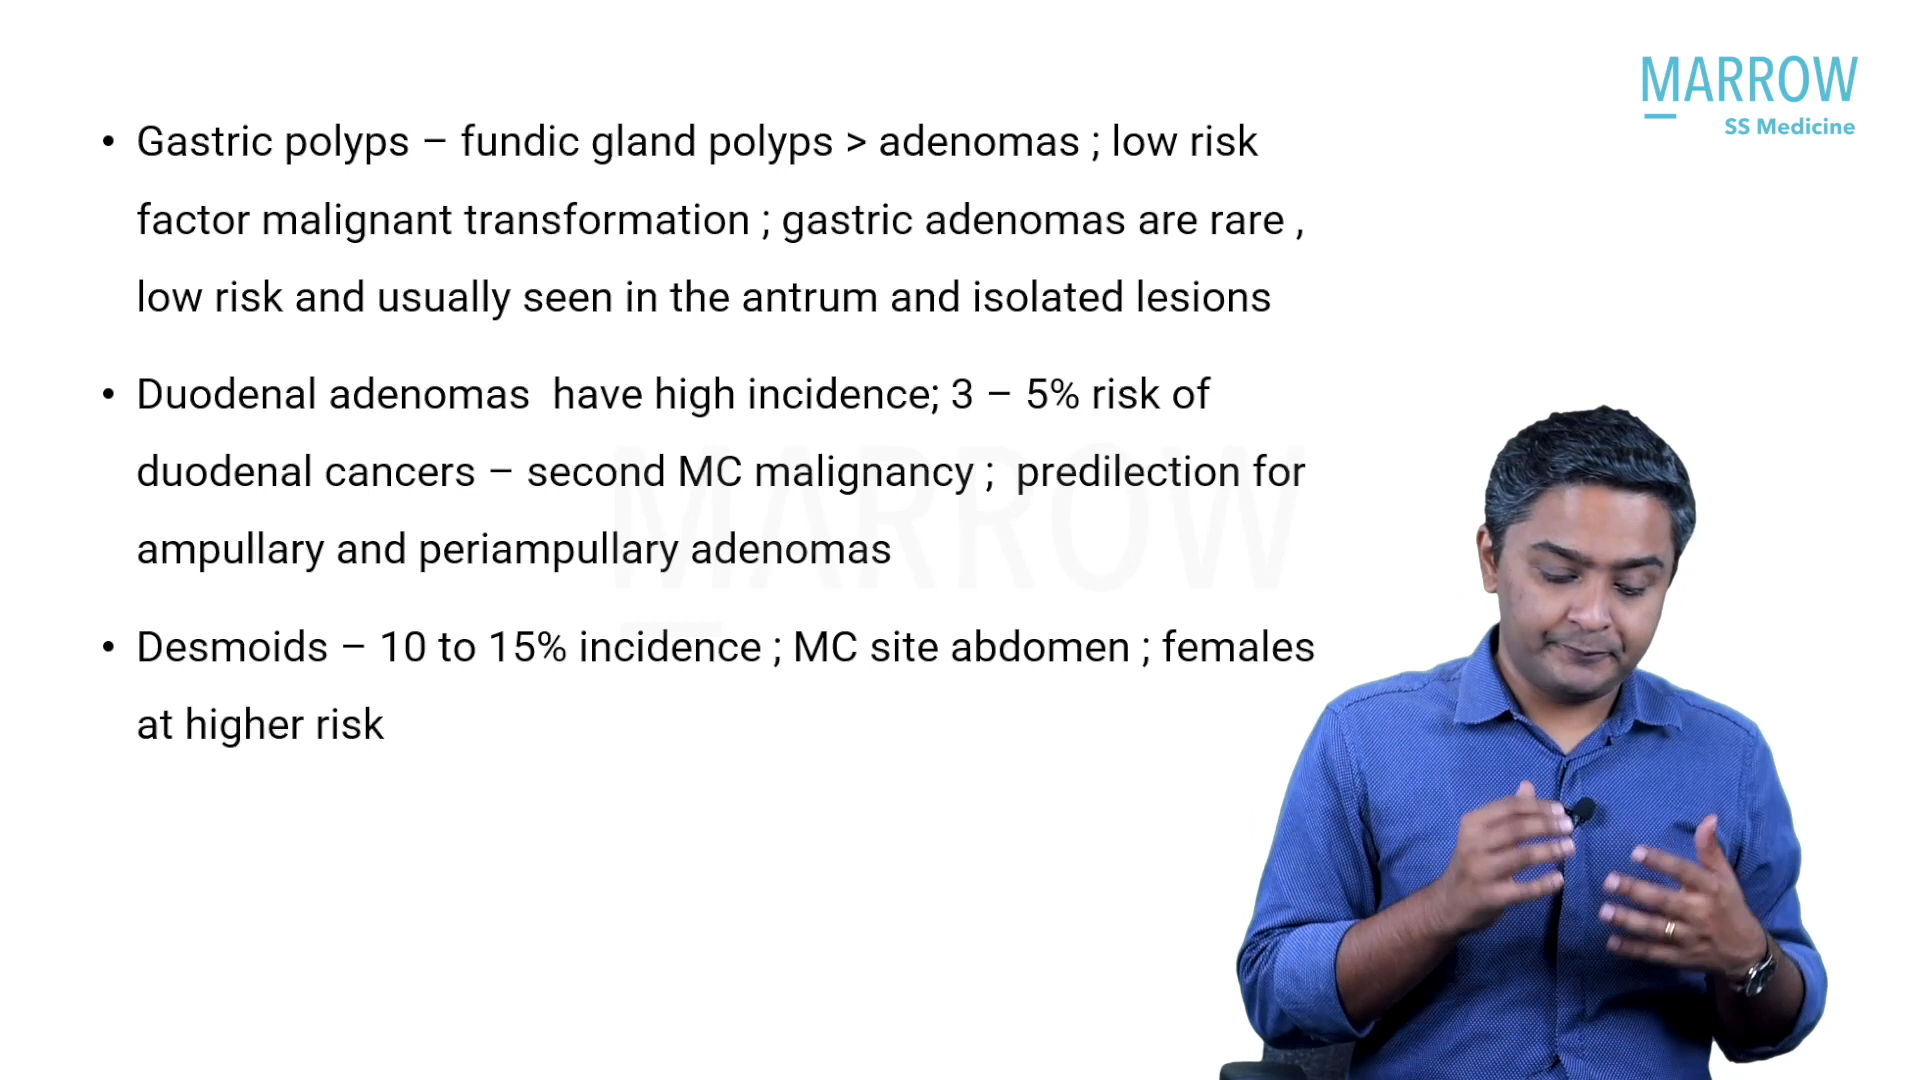 MARROW
SS Medicine
• Gastric polyps – fundic gland polyps > adenomas ; low risk
factor malignant transformation ; gastric adenomas are rare ,
low risk and usually seen in the antrum and isolated lesions
• Duodenal adenomas  have high incidence; 3 – 5% risk of
duodenal cancers – second MC malignancy ;  predilection for
ampullary and periampullary adenomas
• Desmoids – 10 to 15% incidence ; MC site abdomen ; females
at higher risk
MARROW